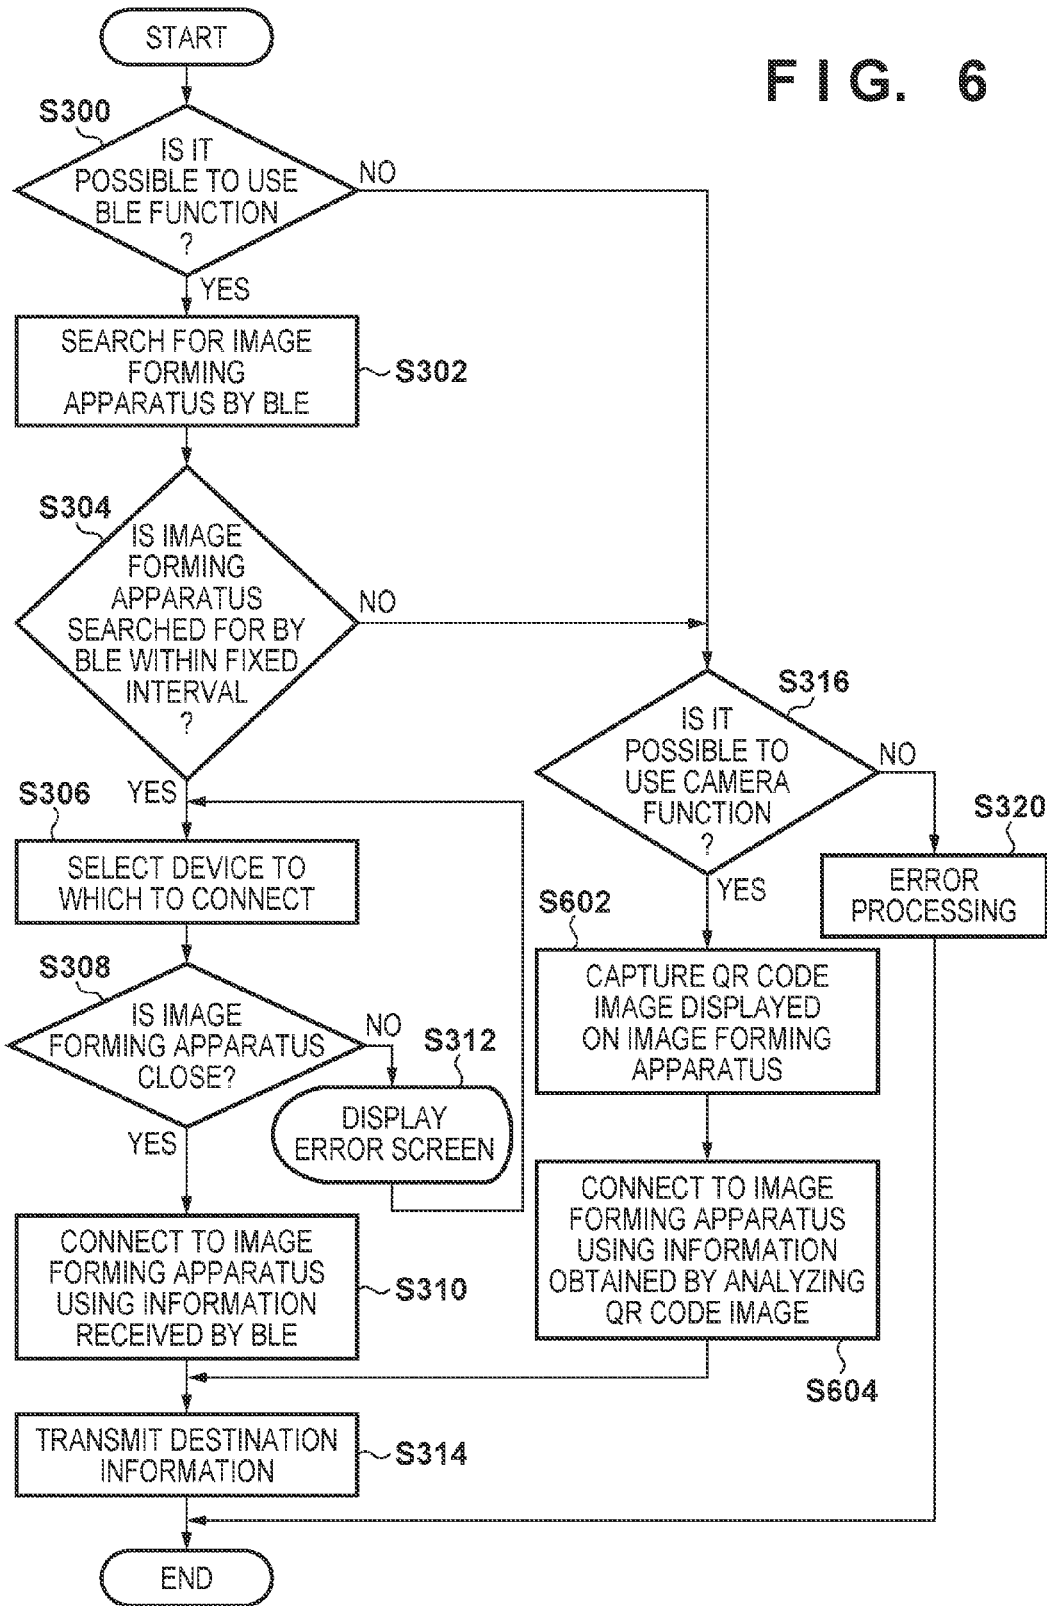 START
FIG. 6
S300
IS IT
POSSIBLE TO USE
BLE FUNCTION
?
NO
YES
SEARCH FOR IMAGE
FORMING
APPARATUS BY BLE
S302
S304
IS IMAGE
FORMING
APPARATUS
SEARCHED FOR BY
BLE WITHIN FIXED
INTERVAL
?
NO
YES
S316
IS IT
POSSIBLE TO
USE CAMERA
FUNCTION
?
NO
YES
S320
ERROR
PROCESSING
S306
SELECT DEVICE TO
WHICH TO CONNECT
S602
CAPTURE QR CODE
IMAGE DISPLAYED
ON IMAGE FORMING
APPARATUS
S308
IS IMAGE
FORMING APPARATUS
CLOSE?
NO
YES
S312
DISPLAY
ERROR SCREEN
CONNECT TO IMAGE
FORMING APPARATUS
USING INFORMATION
OBTAINED BY ANALYZING
QR CODE IMAGE
S604
CONNECT TO IMAGE
FORMING APPARATUS
USING INFORMATION
RECEIVED BY BLE
S310
TRANSMIT DESTINATION
INFORMATION
S314
END